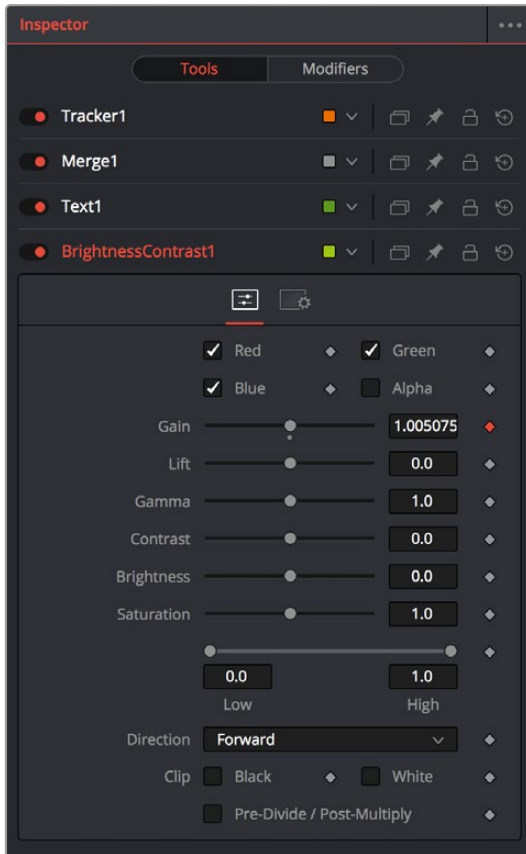 Inspector
Tools Modifiers
Tracker1
Merge1
Text1
BrightnessContrast1
Red Green
Blue Alpha
Gain 1.005075
Lift 0.0
Gamma 1.0
Contrast 0.0
Brightness 0.0
Saturation 1.0
0.0 1.0
Low High
Direction Forward
Clip Black White
Pre-Divide / Post-Multiply